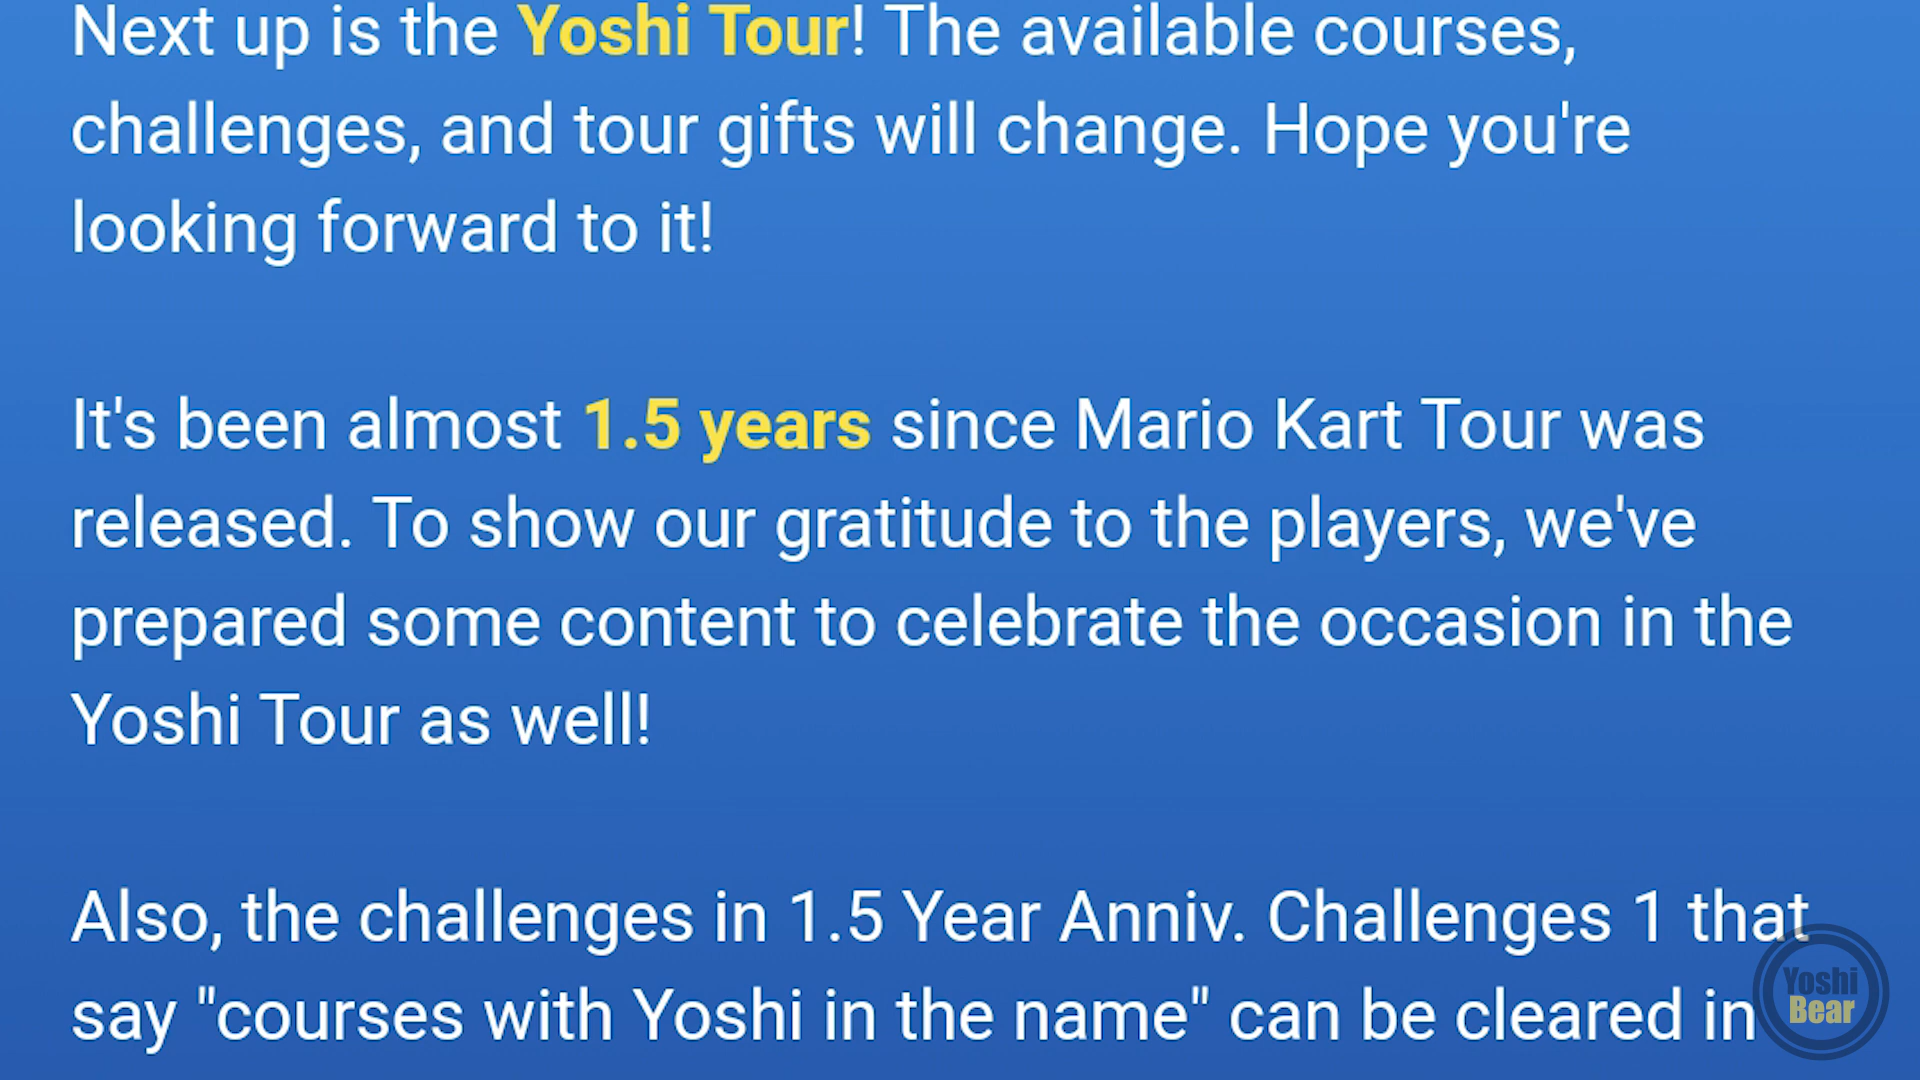 Next up is the Yoshi Tour! The available courses,
challenges, and tour gifts will change. Hope you're
looking forward to it!
It's been almost 1.5 years since Mario Kart Tour was
released. To show our gratitude to the players, we've
prepared some content to celebrate the occasion in the
Yoshi Tour as well!
Also, the challenges in 1.5 Year Anniv. Challenges 1 that
say "courses with Yoshi in the name" can be cleared in
Yoshi
Bear